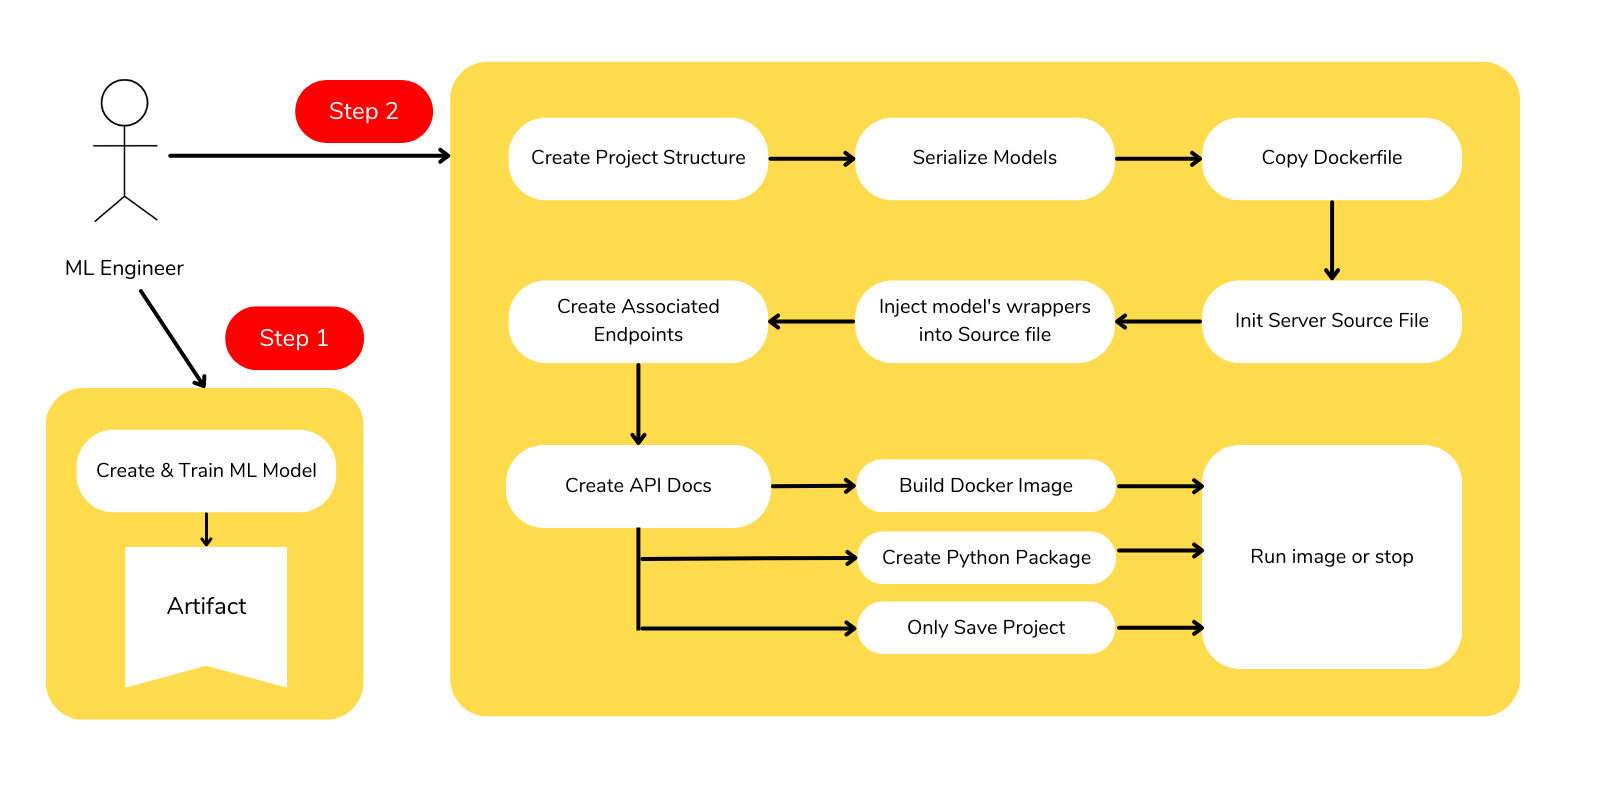 Step 2
Create Project Structure
Serialize Models
Copy Dockerfile
ML Engineer
Step 1
Create Associated
Endpoints
Inject model's wrappers
into Source file
Init Server Source File
Create & Train ML Model
Artifact
Create API Docs
Build Docker Image
Create Python Package
Only Save Project
Run image or stop